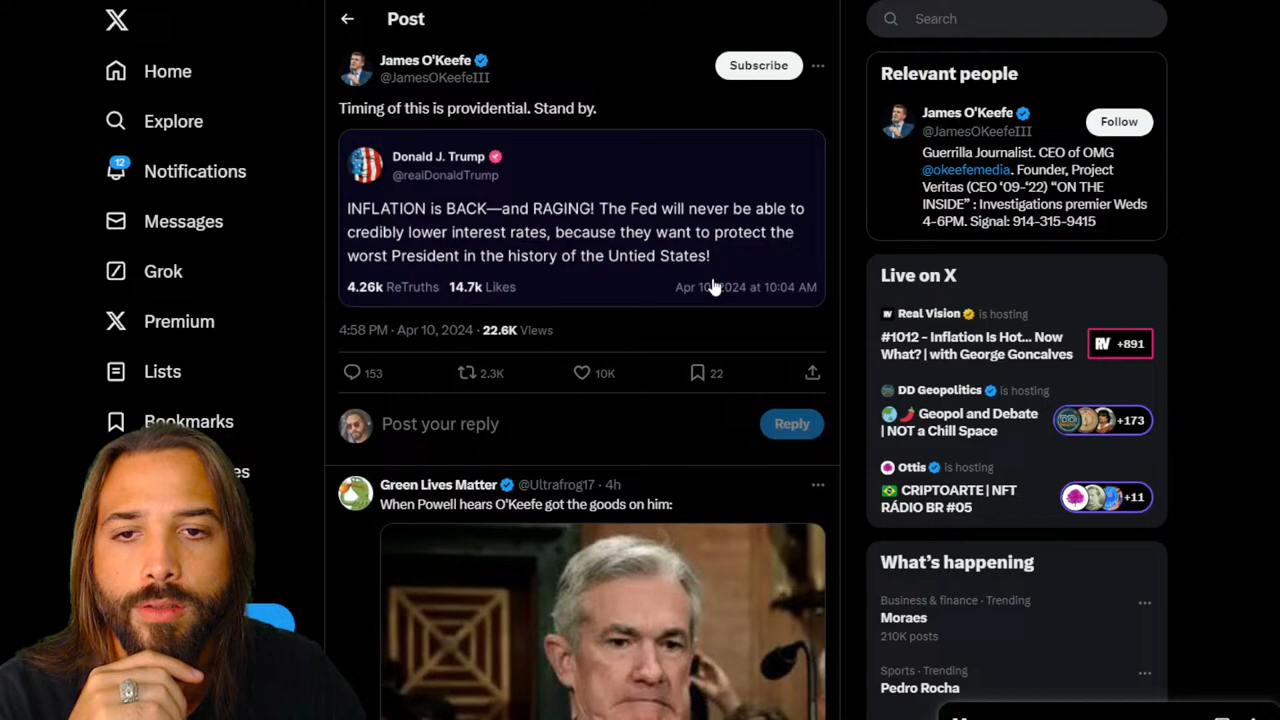 Home
Explore
12
Notifications
Messages
Grok
Premium
Lists
Bookmarks
Post
James O'Keefe
@JamesOKeefeIII
Subscribe
Timing of this is providential. Stand by.
Donald J. Trump
@realDonaldTrump
INFLATION is BACK—and RAGING! The Fed will never be able to
credibly lower interest rates, because they want to protect the
worst President in the history of the Untied States!
4.26k ReTruths 14.7k Likes
Apr 10, 2024 at 10:04 AM
4:58 PM · Apr 10, 2024 · 22.6K Views
153
2.3K
10K
22
Post your reply
Reply
Green Lives Matter @Ultrafrog17 · 4h
When Powell hears O'Keefe got the goods on him:
Search
Relevant people
James O'Keefe
@JamesOKeefeIII
Follow
Guerrilla Journalist. CEO of OMG
@okeefemedia. Founder, Project
Veritas (CEO ‘09-‘22) “ON THE
INSIDE” : Investigations premier Weds
4-6PM. Signal: 914-315-9415
Live on X
Real Vision is hosting
#1012 - Inflation Is Hot... Now
What? | with George Goncalves
RV +891
DD Geopolitics is hosting
Geopol and Debate
| NOT a Chill Space
+173
Ottis is hosting
CRIPTOARTE | NFT
RÁDIO BR #05
+11
What's happening
Business & finance · Trending
Moraes
210K posts
Sports · Trending
Pedro Rocha